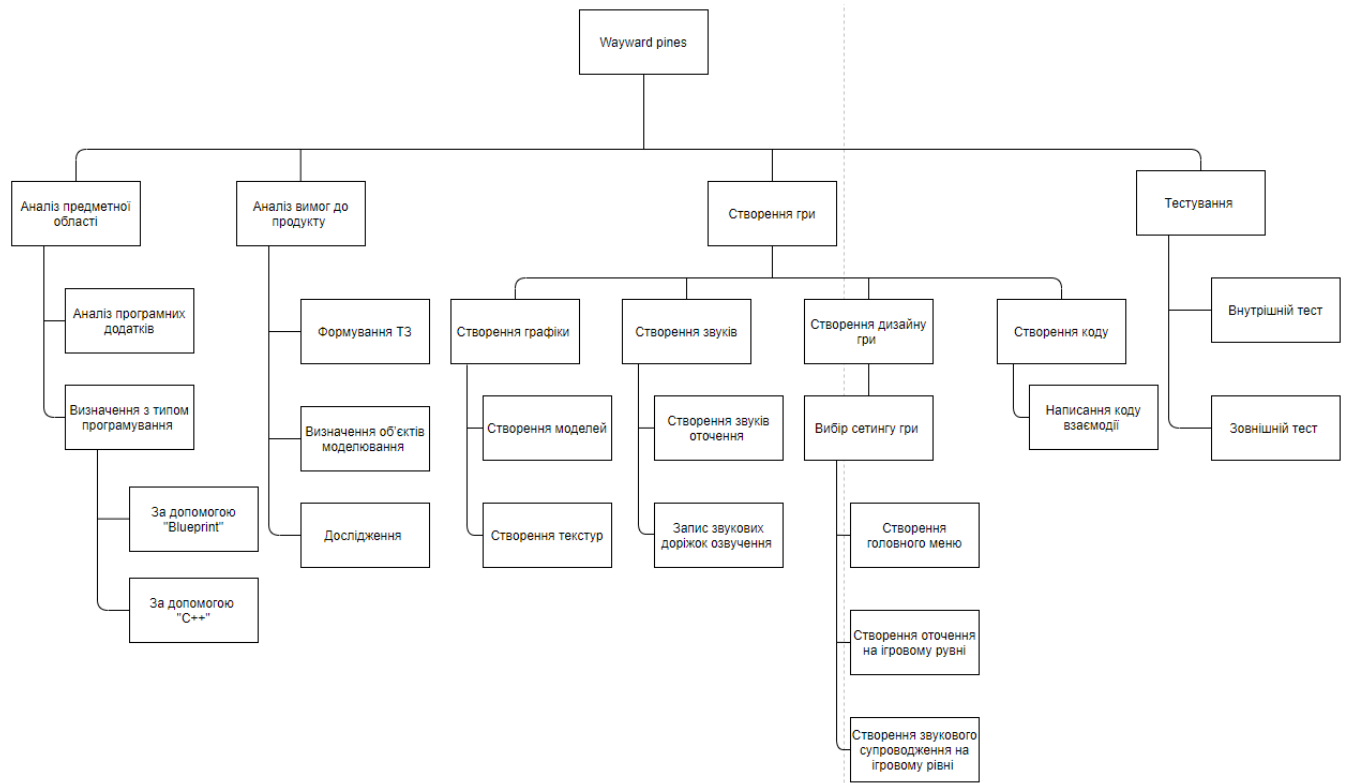 Wayward pines
Аналіз предметної
області
Аналіз вимог до
продукту
Створення гри
Тестування
Аналіз програмних
додатків
Визначення з типом
програмування
За допомогою
"Blueprint"
За допомогою
"C++"
Формування ТЗ
Визначення об'єктів
моделювання
Дослідження
Створення графіки
Створення моделей
Створення текстур
Створення звуків
Створення звуків
оточення
Запис звукових
доріжок озвучення
Створення дизайну
гри
Вибір сетингу гри
Створення
головного меню
Створення оточення
на ігровому рувні
Створення звукового
супроводження на
ігровому рівні
Створення коду
Написання коду
взаємодії
Внутрішній тест
Зовнішній тест